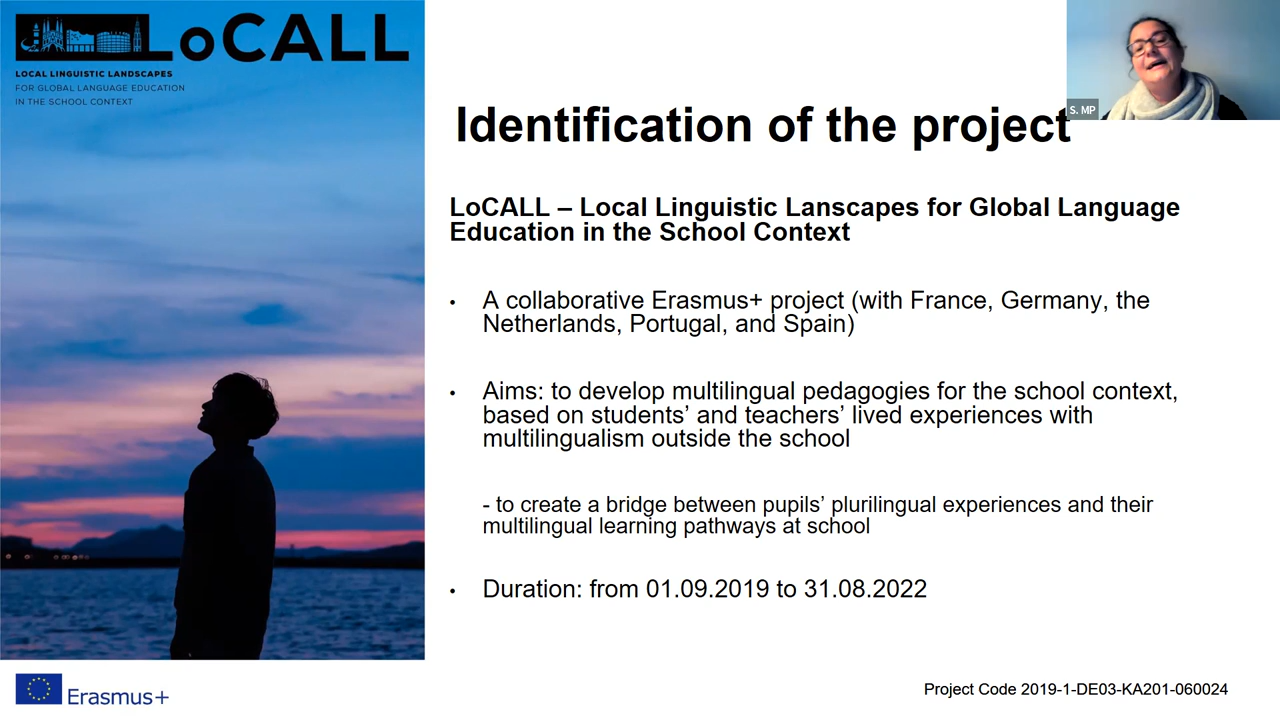 LoCALL
LOCAL LINGUISTIC LANDSCAPES
FOR GLOBAL LANGUAGE EDUCATION
IN THE SCHOOL CONTEXT
S. MP
Identification of the project
LoCALL – Local Linguistic Lanscapes for Global Language
Education in the School Context
• A collaborative Erasmus+ project (with France, Germany, the
Netherlands, Portugal, and Spain)
• Aims: to develop multilingual pedagogies for the school context,
based on students’ and teachers’ lived experiences with
multilingualism outside the school
- to create a bridge between pupils’ plurilingual experiences and their
multilingual learning pathways at school
• Duration: from 01.09.2019 to 31.08.2022
Erasmus+
Project Code 2019-1-DE03-KA201-060024